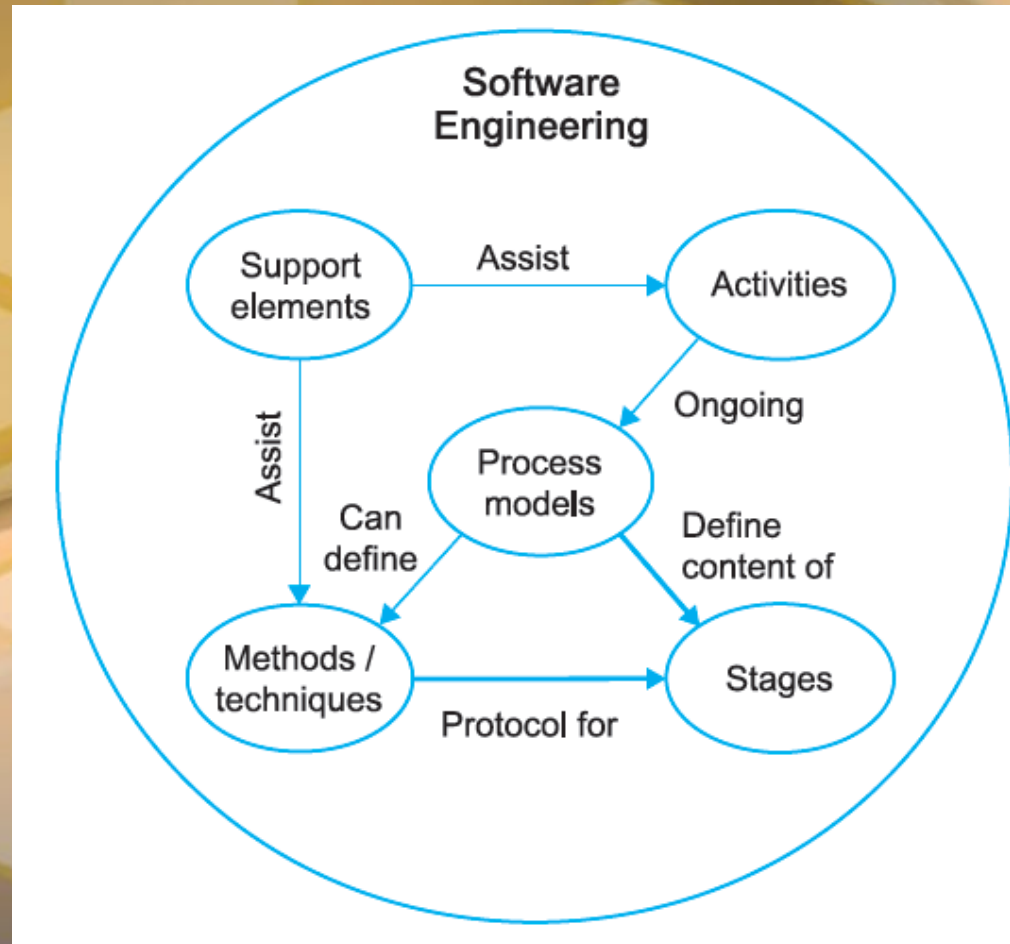 Software
Engineering
Support
elements
Assist
Activities
Assist
Ongoing
Process
models
Can
define
Define
content of
Methods /
techniques
Protocol for
Stages